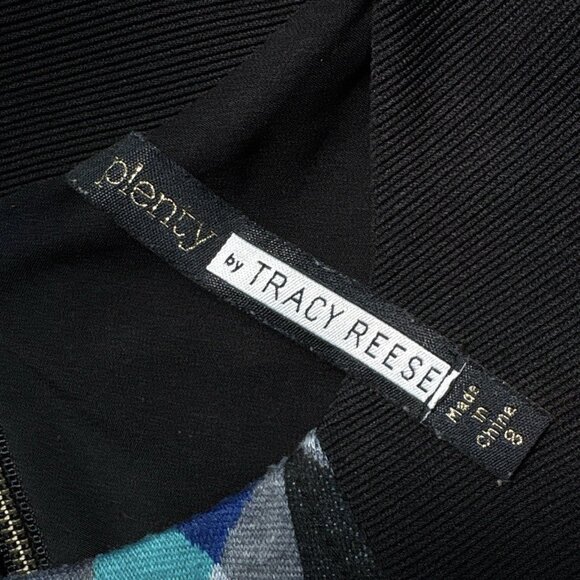 plenty
by TRACY REESE
Made
in
China
8